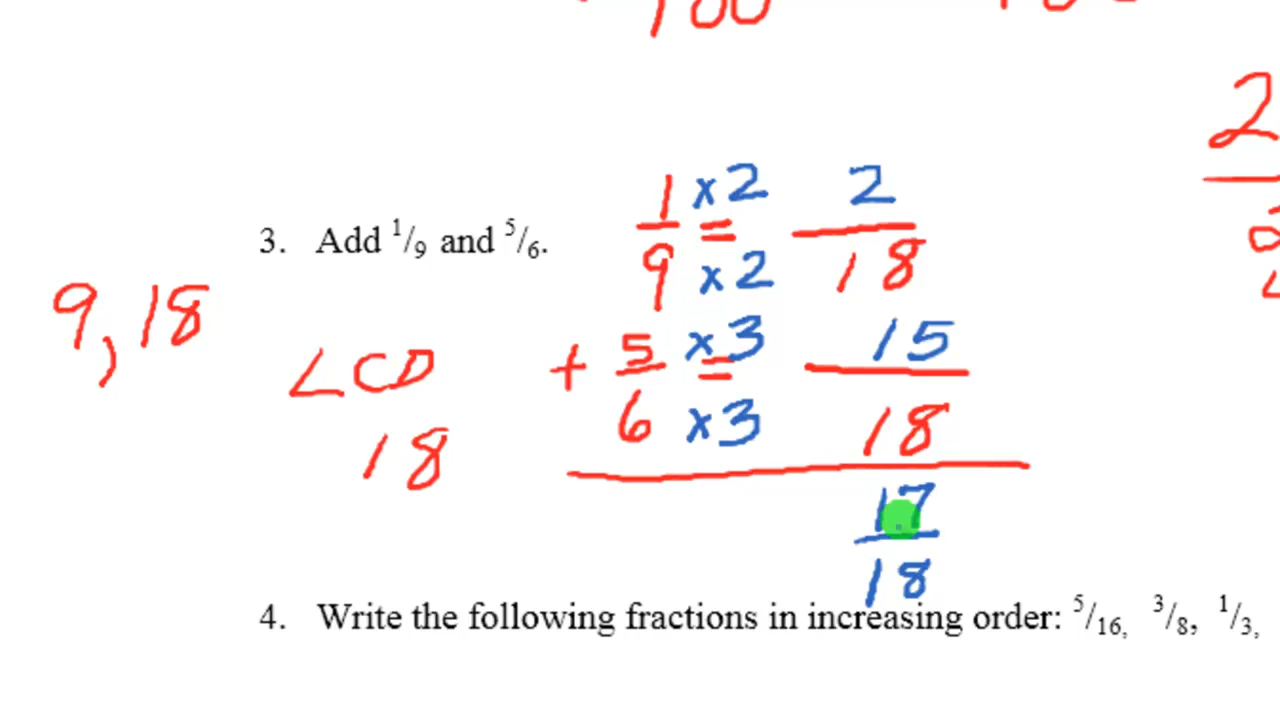 3. Add 1/9 and 5/6.
1 x2 2
9 = x2 18
9, 18
+ 5 x3 15
6 = x3 18
LCD
18
17
18
4. Write the following fractions in increasing order: 5/16, 3/8, 1/3,
2